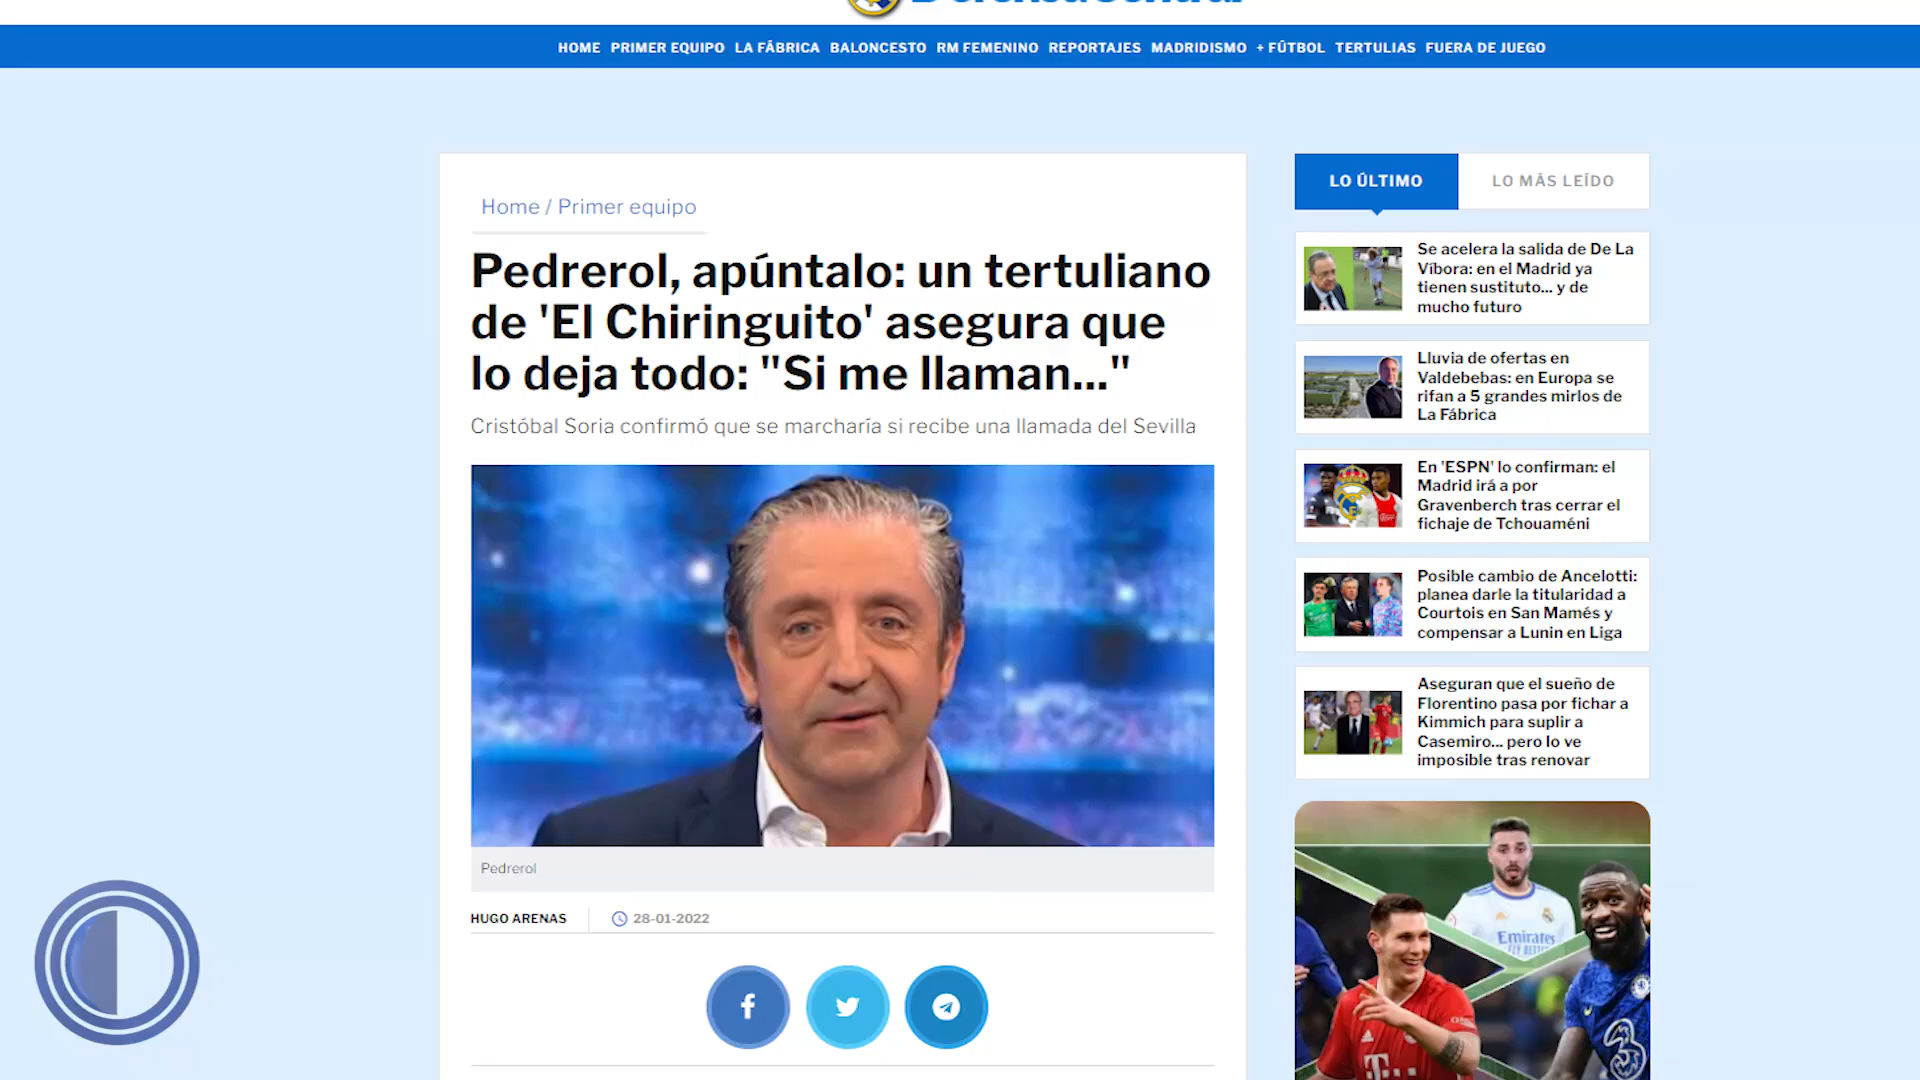 HOME PRIMER EQUIPO LA FÁBRICA BALONCESTO RM FEMENINO REPORTAJES MADRIDISMO + FÚTBOL TERTULIAS FUERA DE JUEGO
Home / Primer equipo
Pedrerol, apúntalo: un tertuliano
de 'El Chiringuito' asegura que
lo deja todo: "Si me llaman..."
Cristóbal Soria confirmó que se marcharía si recibe una llamada del Sevilla
Pedrerol
HUGO ARENAS 28-01-2022
LO ÚLTIMO LO MÁS LEÍDO
Se acelera la salida de De La
Víbora: en el Madrid ya
tienen sustituto... y de
mucho futuro
Lluvia de ofertas en
Valdebebas: en Europa se
rifan a 5 grandes mirlos de
La Fábrica
En 'ESPN' lo confirman: el
Madrid irá a por
Gravenberch tras cerrar el
fichaje de Tchouaméni
Posible cambio de Ancelotti:
planea darle la titularidad a
Courtois en San Mamés y
compensar a Lunin en Liga
Aseguran que el sueño de
Florentino pasa por fichar a
Kimmich para suplir a
Casemiro... pero lo ve
imposible tras renovar
Emirates
FLY BETTER